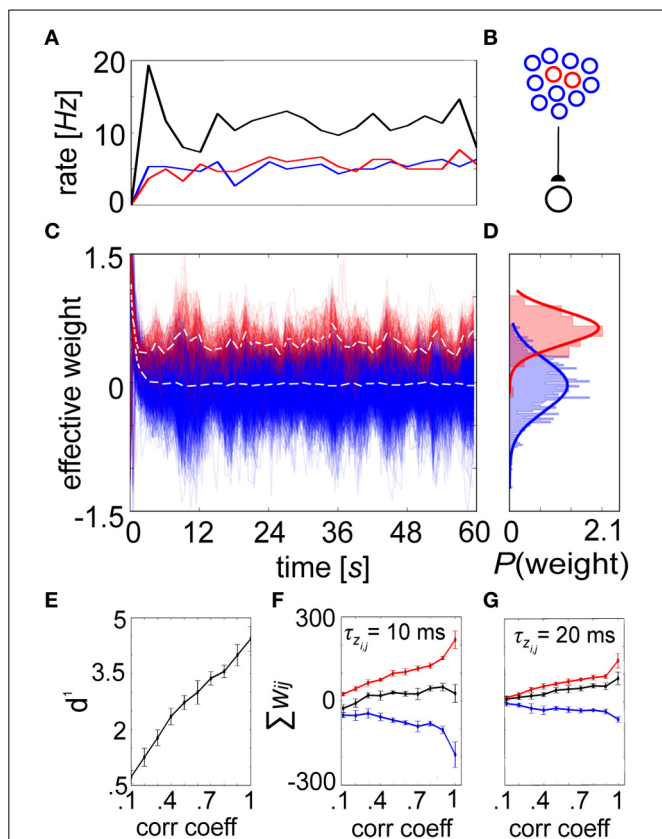 A
B
20
10
0
rate [Hz]
C
D
1.5
0
-1.5
effective weight
0 12 24 36 48 60
time [s]
0 2.1
P(weight)
E
F
G
5
3.5
2
.5
d¹
.1 .4 .7 1
corr coeff
300
0
-300
∑ Wij
τzi,j = 10 ms
.1 .4 .7 1
corr coeff
τzi,j = 20 ms
.1 .4 .7 1
corr coeff